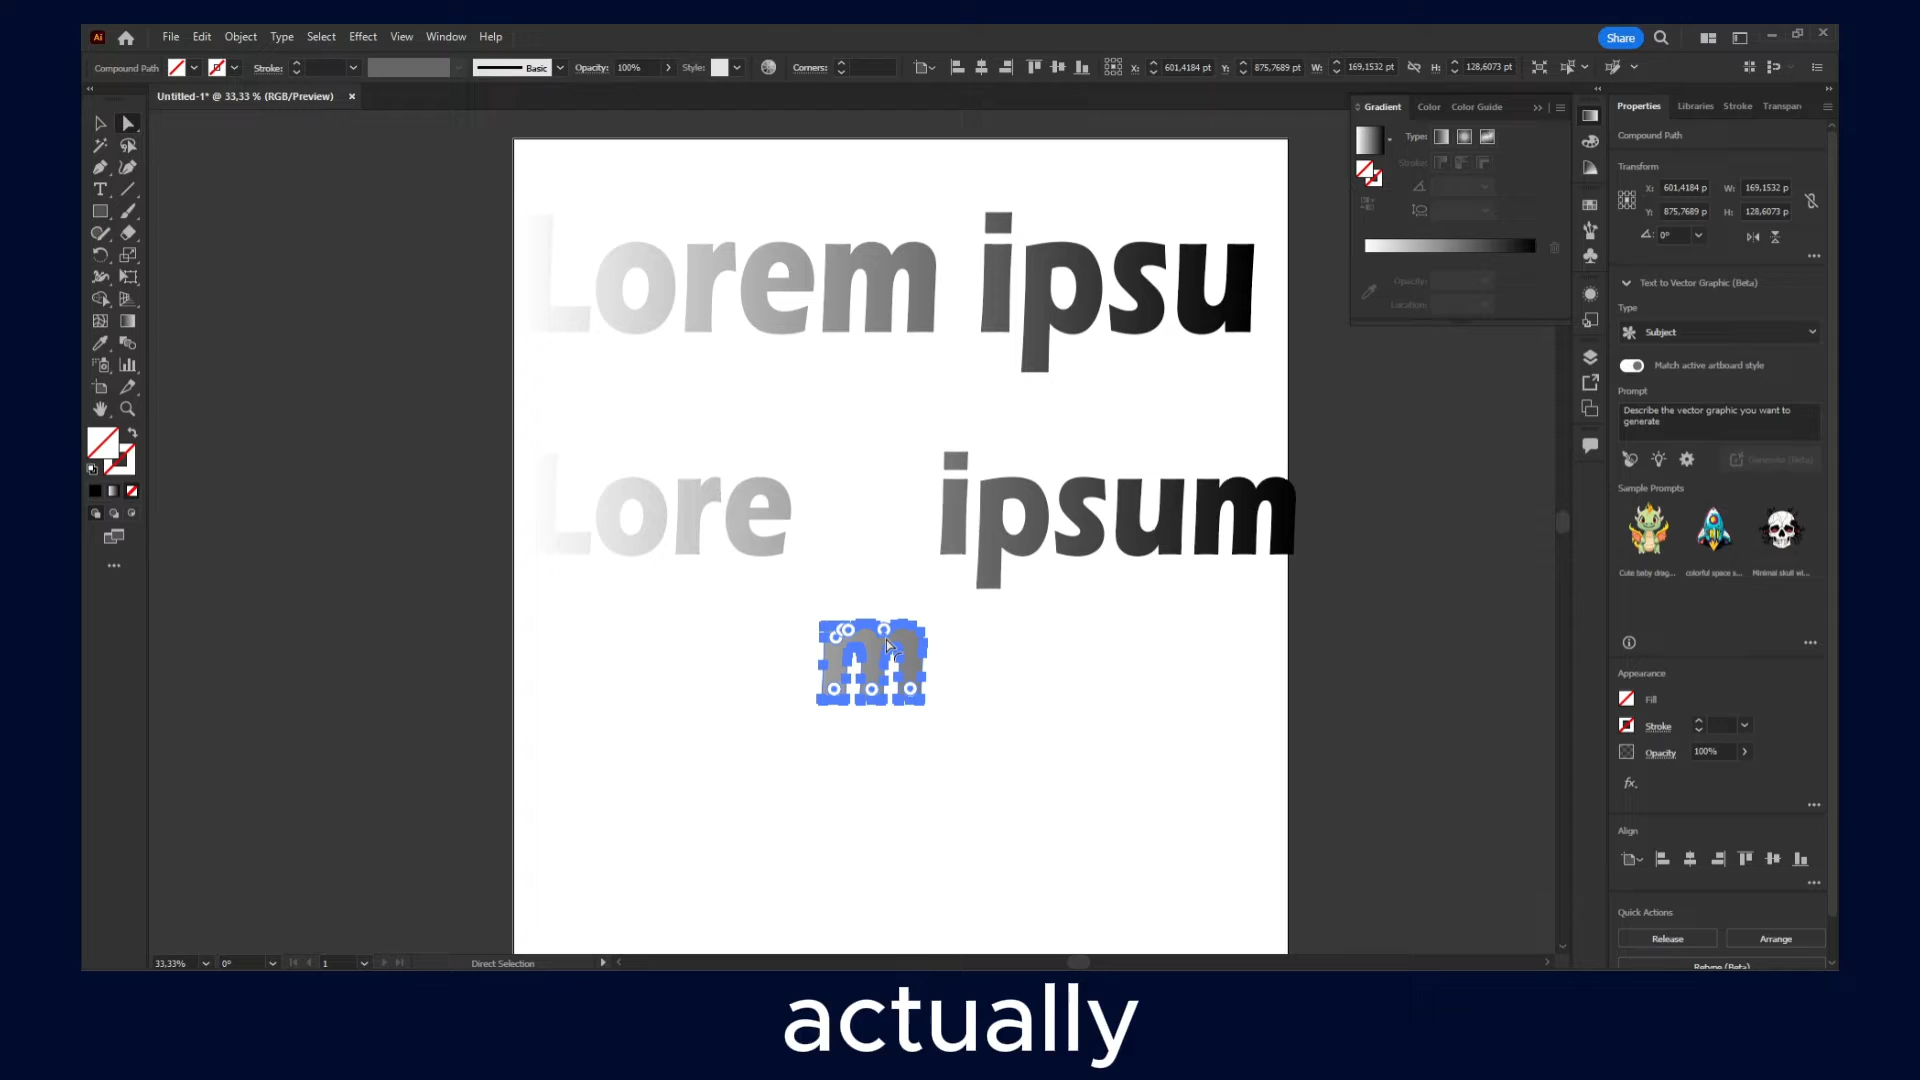 Ai File Edit Object Type Select Effect View Window Help Share
Compound Path Stroke: Basic Opacity: 100% Style: Corners: X: 601,4184 pt Y: 875,7689 pt W: 169,1532 pt H: 128,6073 pt
Untitled-1* @ 33,33 % (RGB/Preview) ×
Gradient Color Color Guide
Type:
Stroke:
Opacity:
Location:
Properties Libraries Stroke Transpar
Compound Path
Transform
X: 601,4184 p W: 169,1532 p
Y: 875,7689 p H: 128,6073 p
0°
Text to Vector Graphic (Beta)
Type
Subject
Match active artboard style
Prompt
Describe the vector graphic you want to
generate
Generate (Beta)
Sample Prompts
Cute baby drag... colorful space s... Minimal skull wi...
Appearance
Fill
Stroke
Opacity 100%
fx.
Align
Quick Actions
Release Arrange
Retype (Beta)
Lorem ipsu
Lore ipsum
m
33,33% 0° 1 Direct Selection
actually